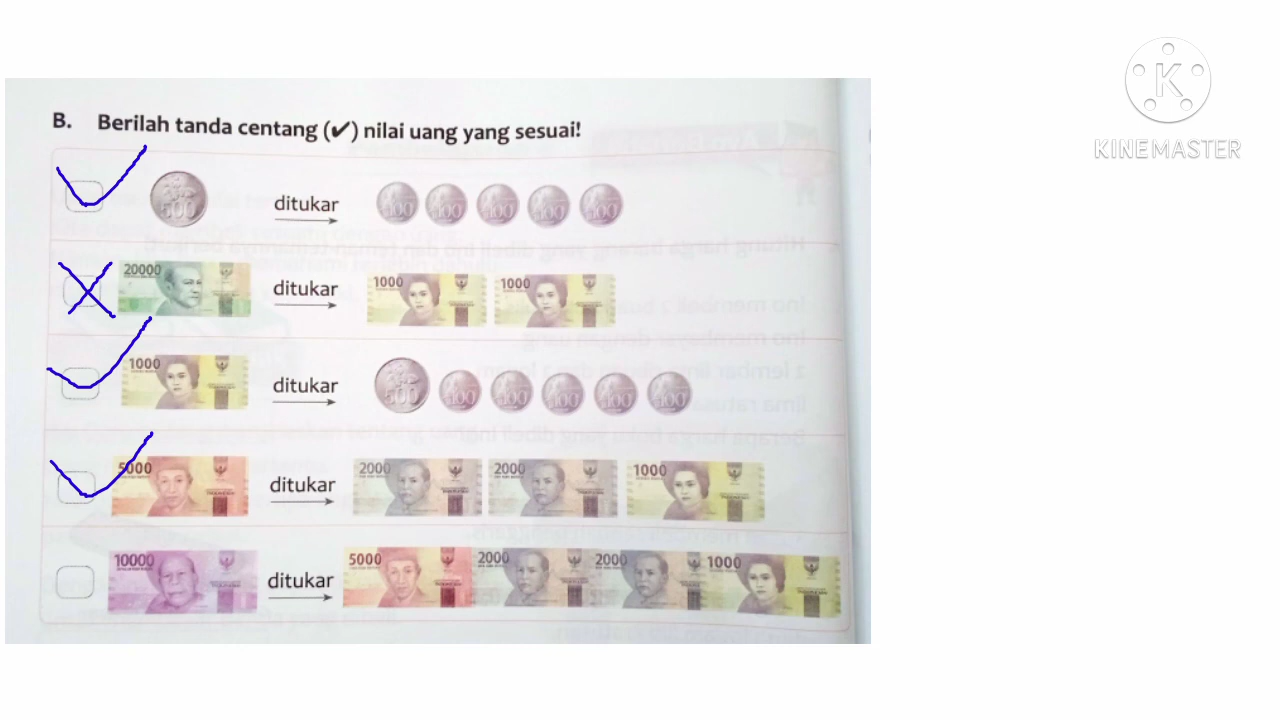 KINEMASTER
B. Berilah tanda centang (✔) nilai uang yang sesuai!
500 ditukar 100 100 100 100 100
20000 ditukar 1000 1000
1000 ditukar 500 100 100 100 100 100
5000 ditukar 2000 2000 1000
10000 ditukar 5000 2000 2000 1000